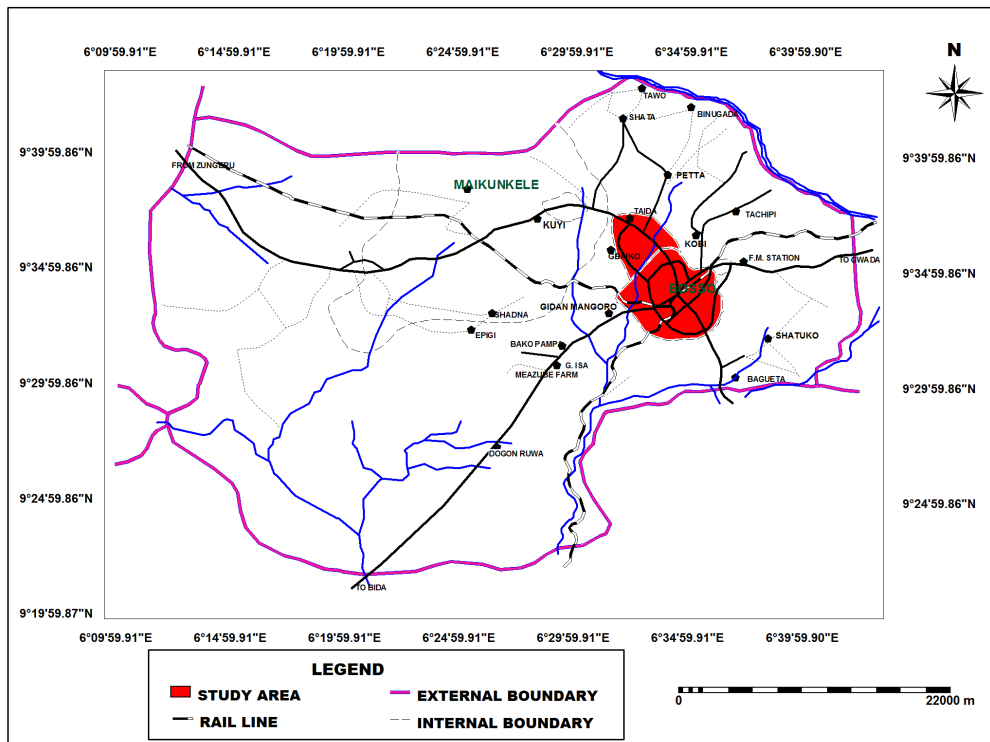 6°09'59.91"E 6°14'59.91"E 6°19'59.91"E 6°24'59.91"E 6°29'59.91"E 6°34'59.91"E 6°39'59.90"E
N
TAWO
BINUGADA
SHATA
9°39'59.86"N 9°39'59.86"N
FROM ZUNGERU
PETTA
MAIKUNKELE
TACHIPI
TAIDA
KUYI
KOBI
GBAIKO
F.M. STATION
TO GWADA
9°34'59.86"N 9°34'59.86"N
BOSSO
GIDAN MANGORO
SHADNA
EPIGI
SHATUKO
BAKO PAMPA
G. ISA
MEAZUBE FARM
BAGUETA
9°29'59.86"N 9°29'59.86"N
DOGON RUWA
9°24'59.86"N 9°24'59.86"N
TO BIDA
9°19'59.87"N 9°19'59.87"H
6°09'59.91"E 6°14'59.91"E 6°19'59.91"E 6°24'59.91"E 6°29'59.91"E 6°34'59.91"E 6°39'59.90"E
LEGEND
STUDY AREA EXTERNAL BOUNDARY
RAIL LINE INTERNAL BOUNDARY
0 22000 m